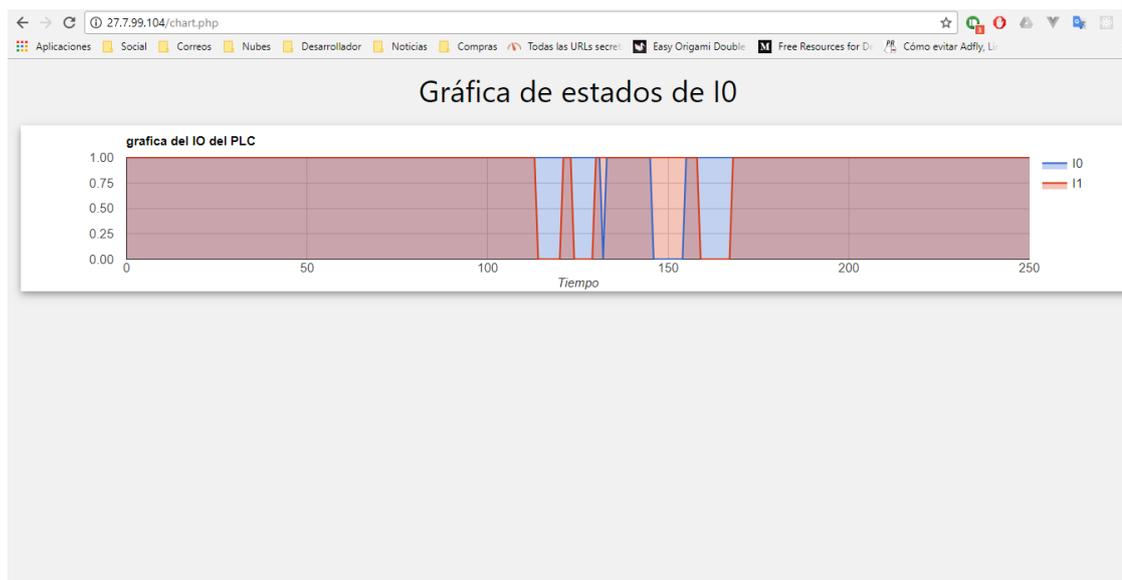 27.7.99.104/chart.php
Aplicaciones Social Correos Nubes Desarrollador Noticias Compras Todas las URLs secret Easy Origami Double Free Resources for De Cómo evitar Adfly, Lin
Gráfica de estados de I0
grafica del IO del PLC
1.00
0.75
0.50
0.25
0.00
0 50 100 150 200 250
Tiempo
I0
I1